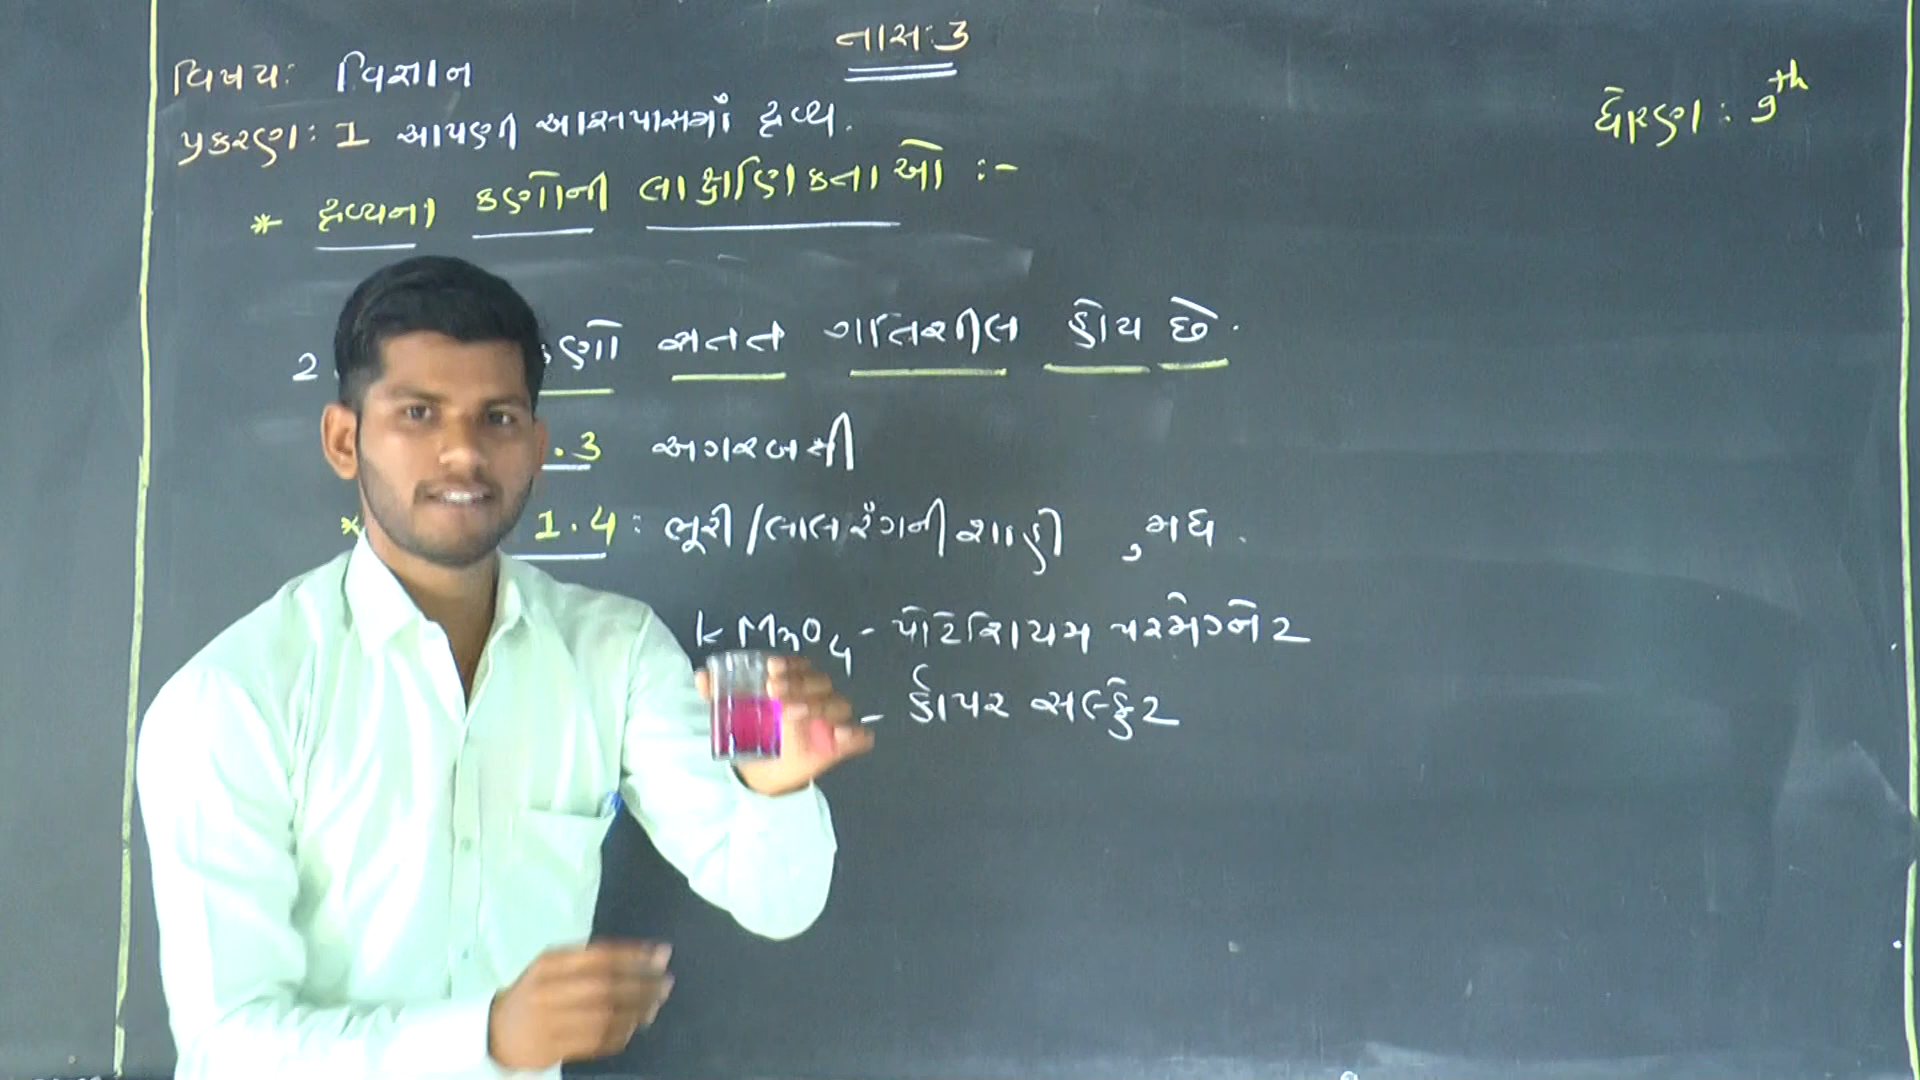 તાસ: 3
વિષય: વિજ્ઞાન
ધોરણ: 9th
પ્રકરણ: 1 આપણી આસપાસમાં દ્રવ્ય.
* દ્રવ્યના કણોની લાક્ષણિકતાઓ :-
2 કણો સતત ગતિશીલ હોય છે.
.3 અગરબત્તી
* 1.4: ભૂરી/લાલ રંગની શાહી , મધ.
KMnO4 - પોટેશિયમ પરમેગ્નેટ
- કોપર સલ્ફેટ